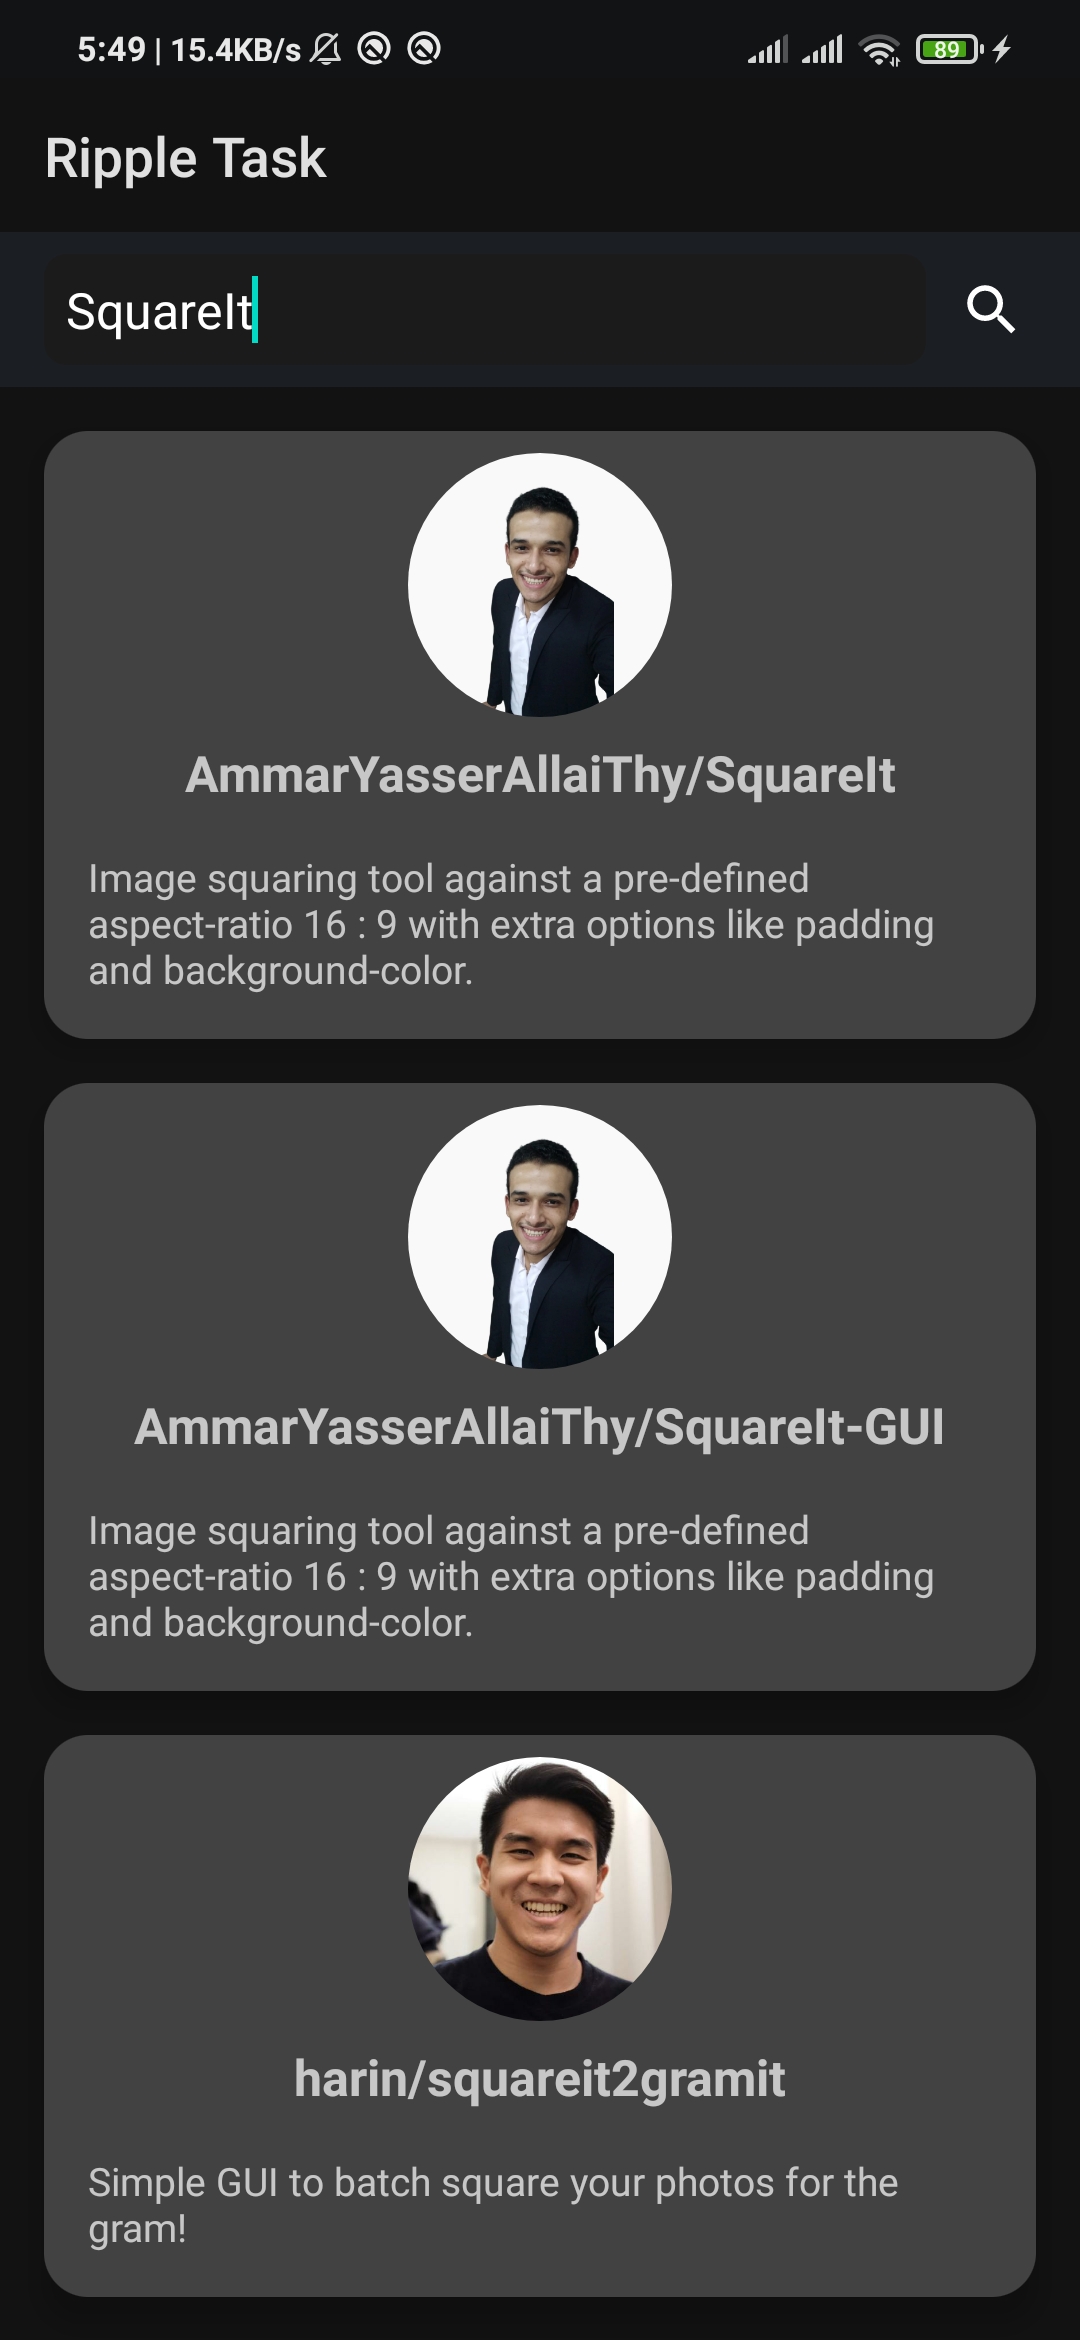 5:49 | 15.4KB/s 89
Ripple Task
SquareIt
AmmarYasserAllaiThy/SquareIt
Image squaring tool against a pre-defined
aspect-ratio 16 : 9 with extra options like padding
and background-color.
AmmarYasserAllaiThy/SquareIt-GUI
Image squaring tool against a pre-defined
aspect-ratio 16 : 9 with extra options like padding
and background-color.
harin/squareit2gramit
Simple GUI to batch square your photos for the
gram!